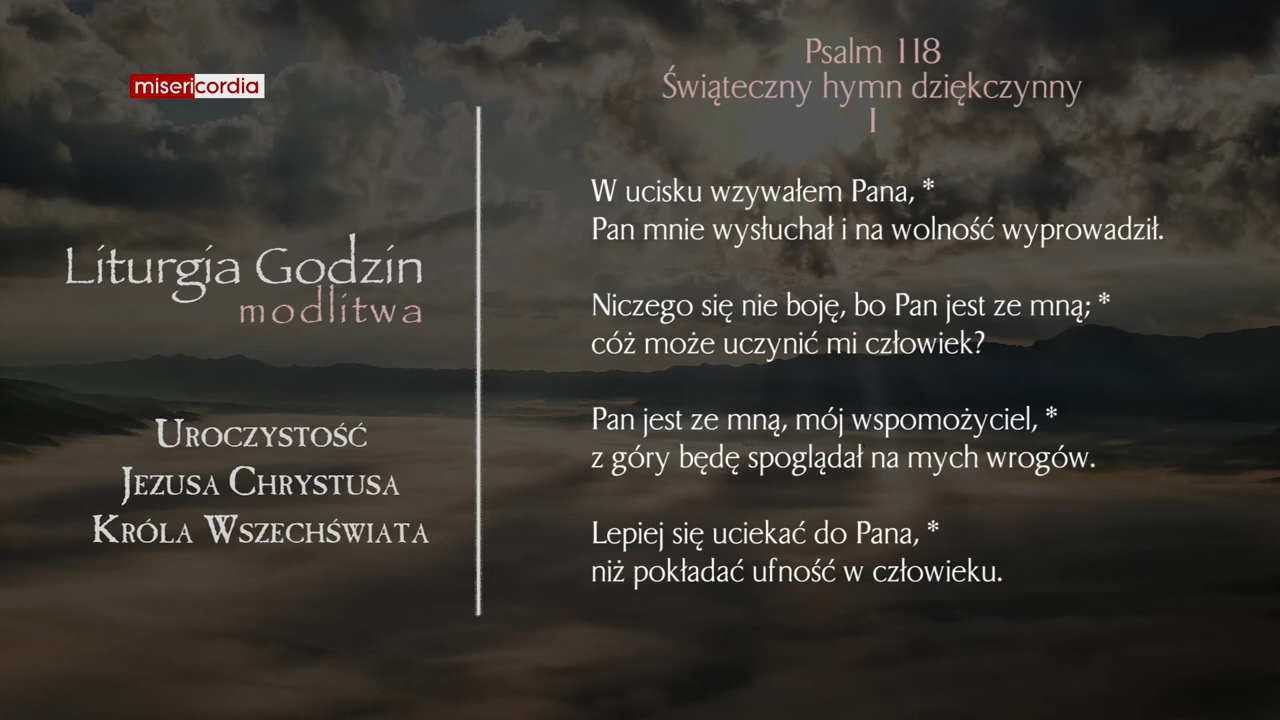 misericordia
Liturgia Godzin
modlitwa
Uroczystość
Jezusa Chrystusa
Króla Wszechświata
Psalm 118
Świąteczny hymn dziękczynny
I
W ucisku wzywałem Pana, *
Pan mnie wysłuchał i na wolność wyprowadził.
Niczego się nie boję, bo Pan jest ze mną; *
cóż może uczynić mi człowiek?
Pan jest ze mną, mój wspomożyciel, *
z góry będę spoglądał na mych wrogów.
Lepiej się uciekać do Pana, *
niż pokładać ufność w człowieku.